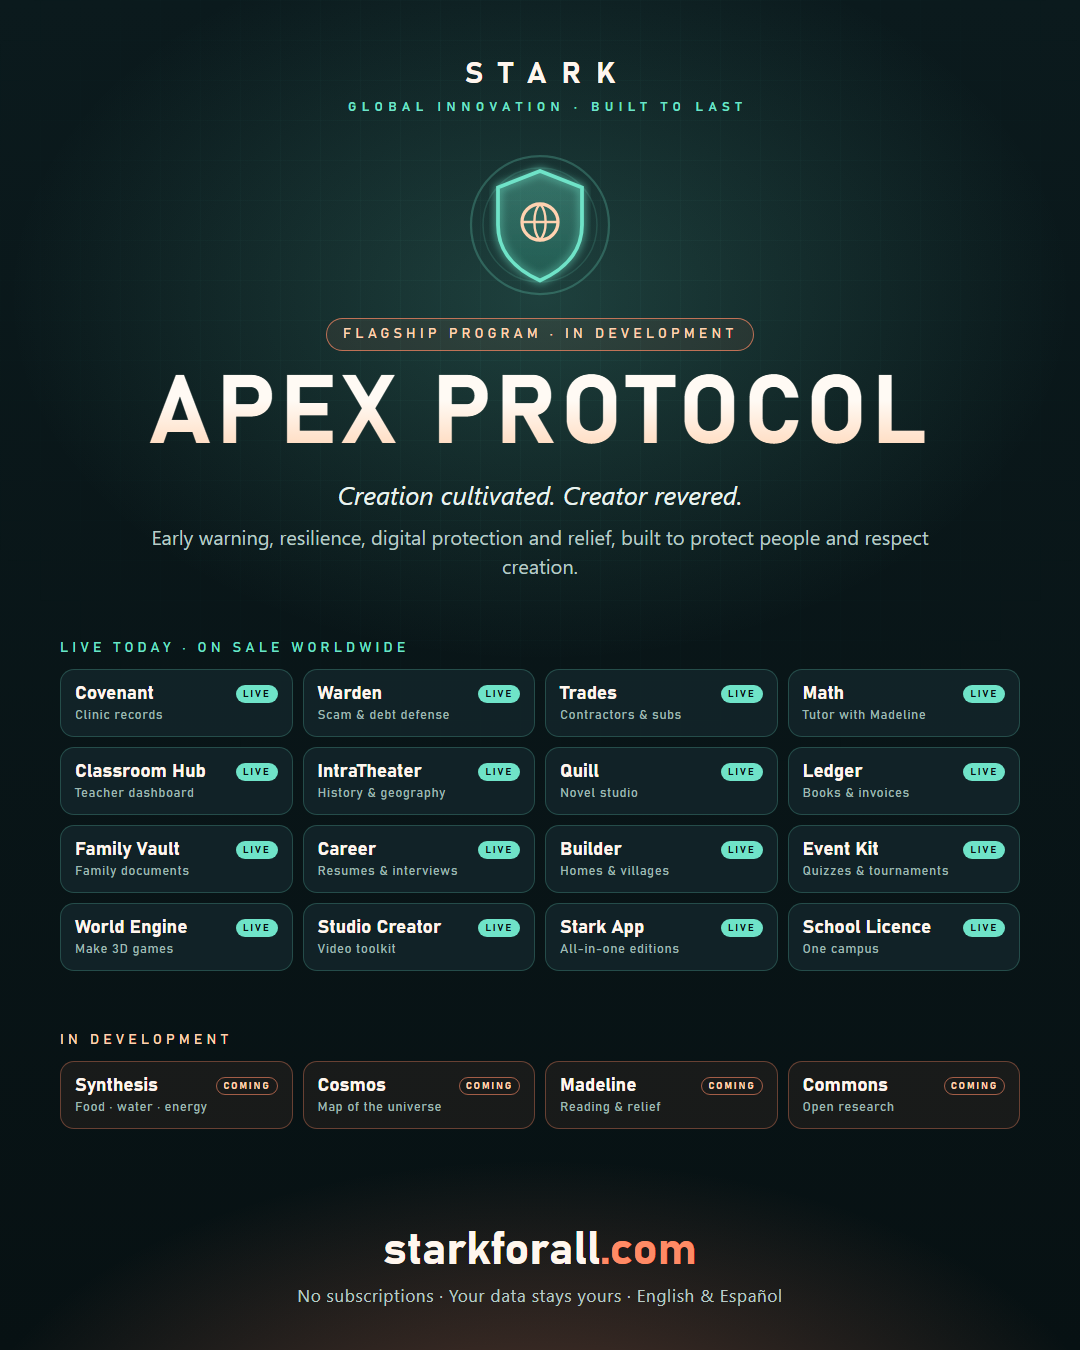 STARK
GLOBAL INNOVATION · BUILT TO LAST
FLAGSHIP PROGRAM · IN DEVELOPMENT
APEX PROTOCOL
Creation cultivated. Creator revered.
Early warning, resilience, digital protection and relief, built to protect people and respect
creation.
LIVE TODAY · ON SALE WORLDWIDE
Covenant LIVE
Clinic records
Warden LIVE
Scam & debt defense
Trades LIVE
Contractors & subs
Math LIVE
Tutor with Madeline
Classroom Hub LIVE
Teacher dashboard
IntraTheater LIVE
History & geography
Quill LIVE
Novel studio
Ledger LIVE
Books & invoices
Family Vault LIVE
Family documents
Career LIVE
Resumes & interviews
Builder LIVE
Homes & villages
Event Kit LIVE
Quizzes & tournaments
World Engine LIVE
Make 3D games
Studio Creator LIVE
Video toolkit
Stark App LIVE
All-in-one editions
School Licence LIVE
One campus
IN DEVELOPMENT
Synthesis COMING
Food · water · energy
Cosmos COMING
Map of the universe
Madeline COMING
Reading & relief
Commons COMING
Open research
starkforall.com
No subscriptions · Your data stays yours · English & Español